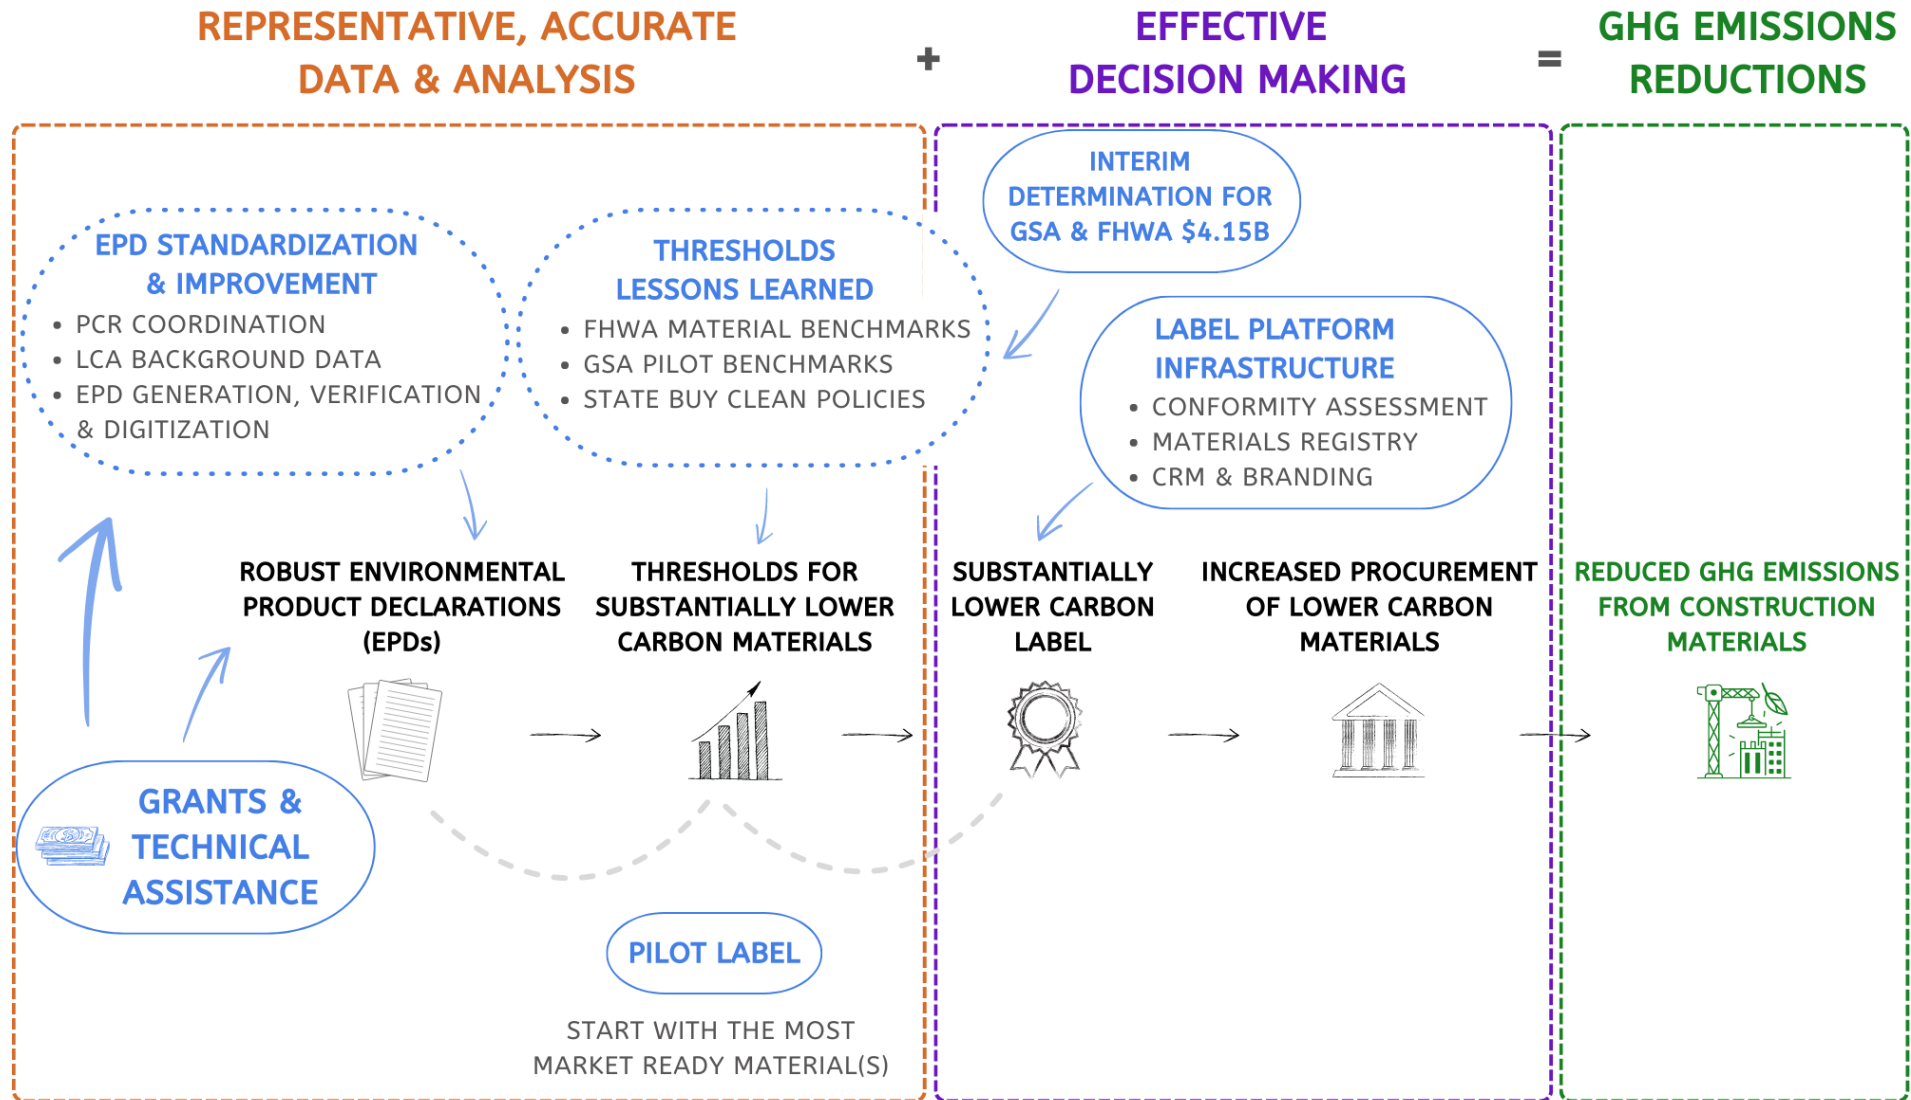 REPRESENTATIVE, ACCURATE
DATA & ANALYSIS
+
EFFECTIVE
DECISION MAKING
=
GHG EMISSIONS
REDUCTIONS
EPD STANDARDIZATION
& IMPROVEMENT
• PCR COORDINATION
• LCA BACKGROUND DATA
• EPD GENERATION, VERIFICATION
& DIGITIZATION
THRESHOLDS
LESSONS LEARNED
• FHWA MATERIAL BENCHMARKS
• GSA PILOT BENCHMARKS
• STATE BUY CLEAN POLICIES
INTERIM
DETERMINATION FOR
GSA & FHWA $4.15B
LABEL PLATFORM
INFRASTRUCTURE
• CONFORMITY ASSESSMENT
• MATERIALS REGISTRY
• CRM & BRANDING
ROBUST ENVIRONMENTAL
PRODUCT DECLARATIONS
(EPDs)
THRESHOLDS FOR
SUBSTANTIALLY LOWER
CARBON MATERIALS
SUBSTANTIALLY
LOWER CARBON
LABEL
INCREASED PROCUREMENT
OF LOWER CARBON
MATERIALS
REDUCED GHG EMISSIONS
FROM CONSTRUCTION
MATERIALS
GRANTS &
TECHNICAL
ASSISTANCE
PILOT LABEL
START WITH THE MOST
MARKET READY MATERIAL(S)